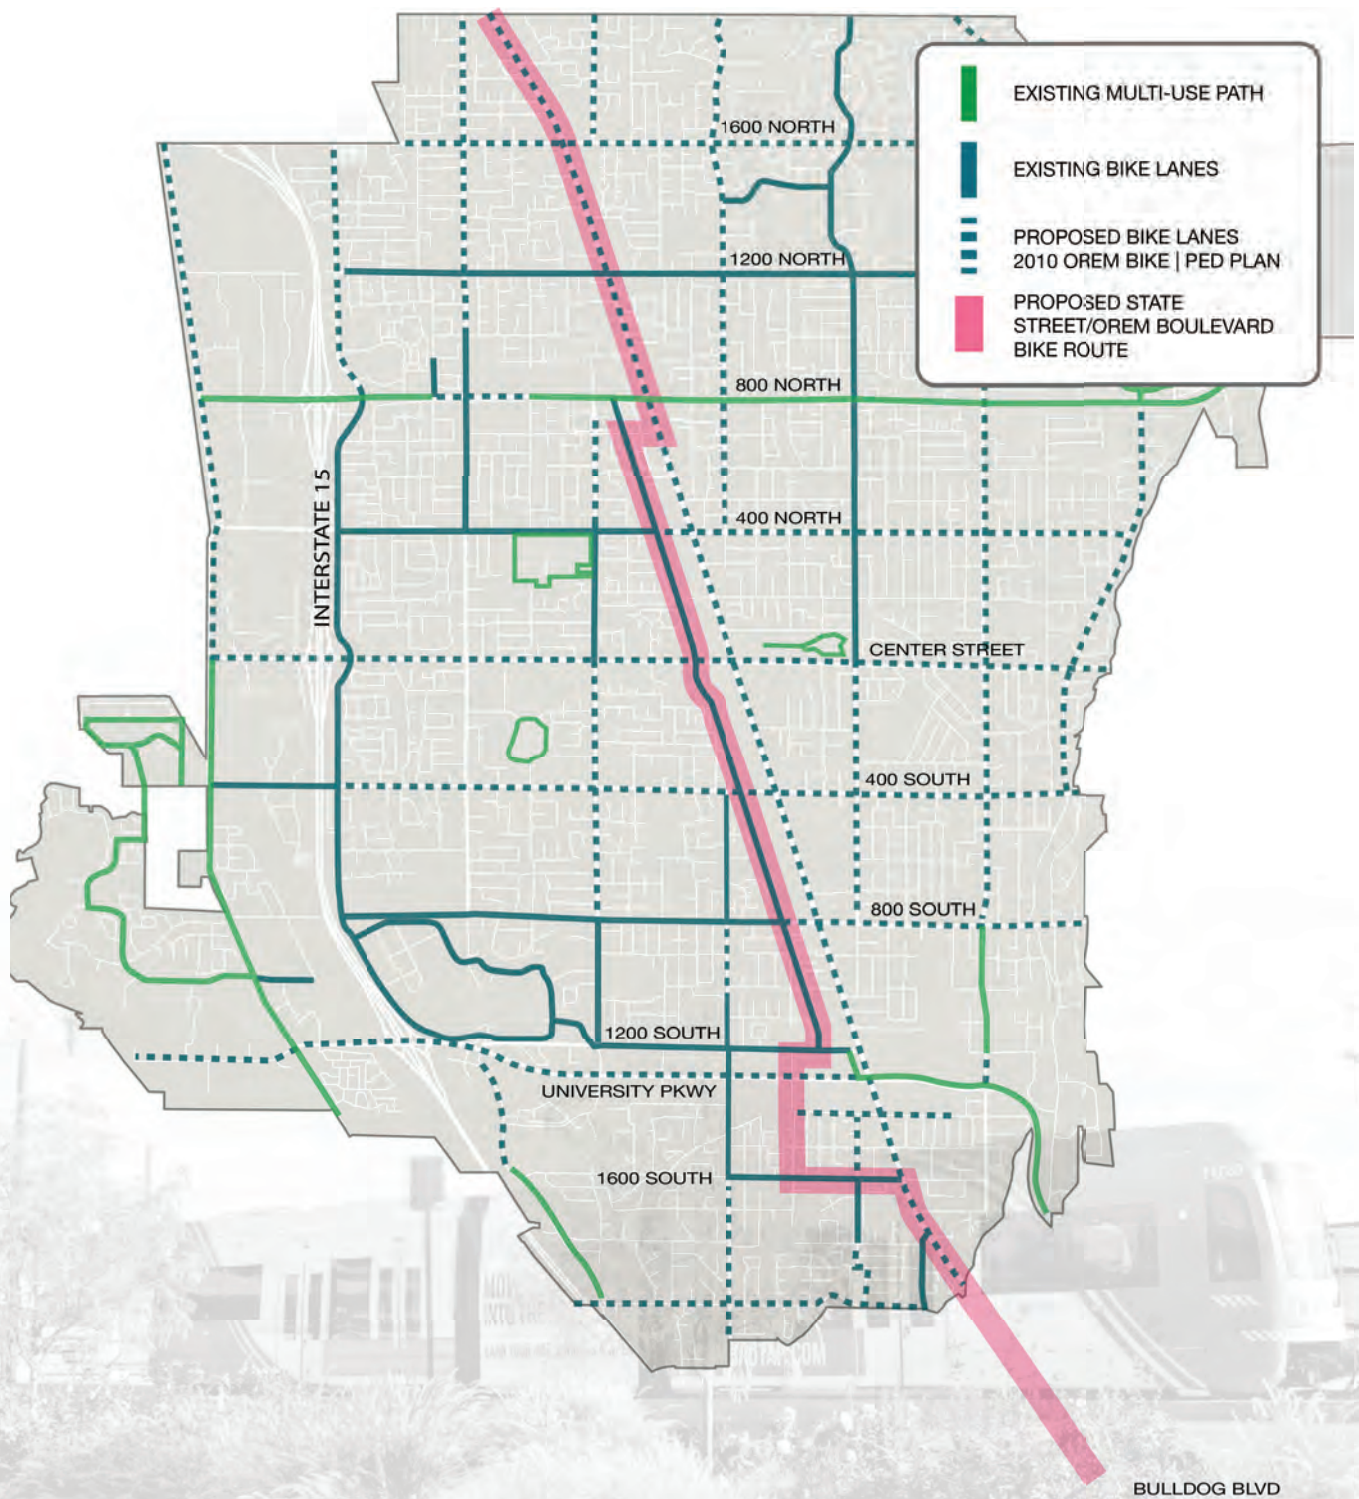 EXISTING MULTI-USE PATH
EXISTING BIKE LANES
PROPOSED BIKE LANES
2010 OREM BIKE | PED PLAN
PROPOSED STATE
STREET/OREM BOULEVARD
BIKE ROUTE
1600 NORTH
1200 NORTH
800 NORTH
INTERSTATE 15
400 NORTH
CENTER STREET
400 SOUTH
800 SOUTH
1200 SOUTH
UNIVERSITY PKWY
1600 SOUTH
BULLDOG BLVD